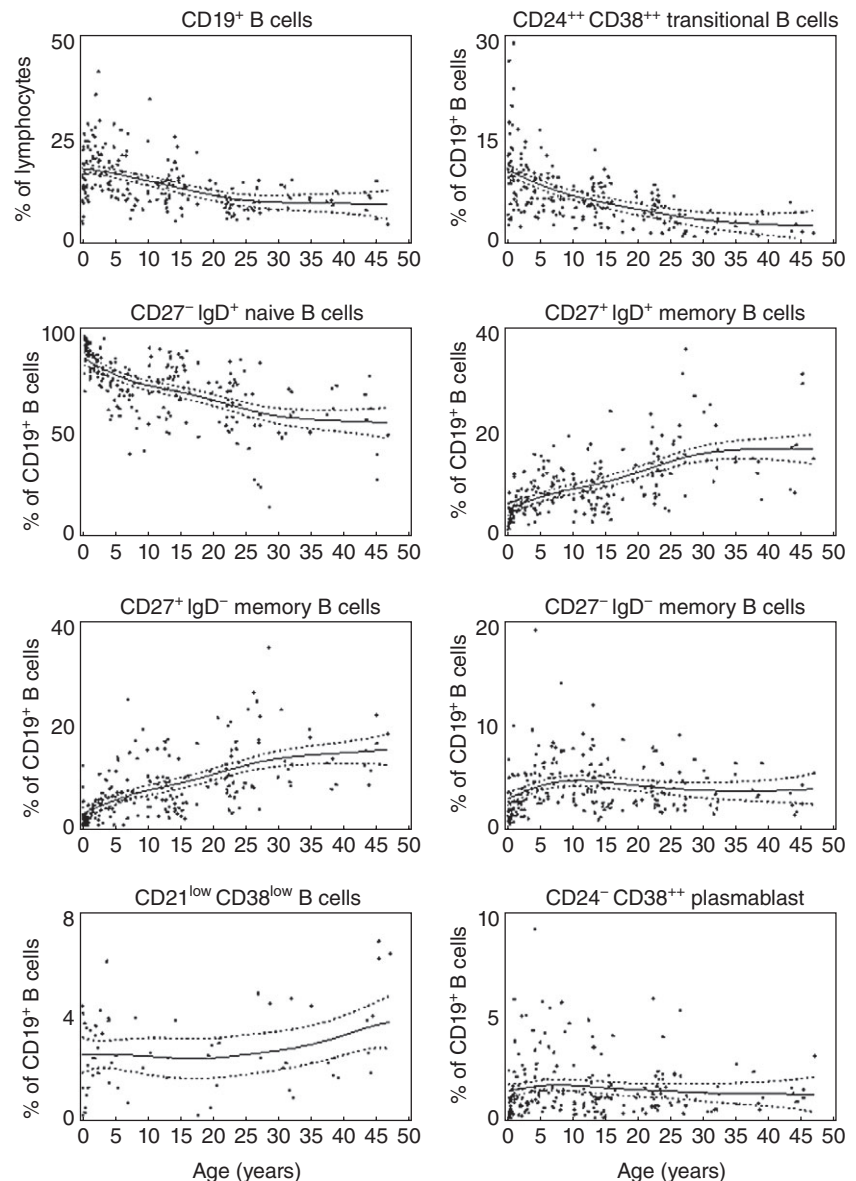 CD19⁺ B cells
% of lymphocytes
50
25
0
0 5 10 15 20 25 30 35 40 45 50
CD24⁺⁺ CD38⁺⁺ transitional B cells
% of CD19⁺ B cells
30
15
0
0 5 10 15 20 25 30 35 40 45 50
CD27⁻ IgD⁺ naive B cells
% of CD19⁺ B cells
100
50
0
0 5 10 15 20 25 30 35 40 45 50
CD27⁺ IgD⁺ memory B cells
% of CD19⁺ B cells
40
20
0
0 5 10 15 20 25 30 35 40 45 50
CD27⁺ IgD⁻ memory B cells
% of CD19⁺ B cells
40
20
0
0 5 10 15 20 25 30 35 40 45 50
CD27⁻ IgD⁻ memory B cells
% of CD19⁺ B cells
20
10
0
0 5 10 15 20 25 30 35 40 45 50
CD21ˡᵒʷ CD38ˡᵒʷ B cells
% of CD19⁺ B cells
8
4
0
0 5 10 15 20 25 30 35 40 45 50
Age (years)
CD24⁻ CD38⁺⁺ plasmablast
% of CD19⁺ B cells
10
5
0
0 5 10 15 20 25 30 35 40 45 50
Age (years)